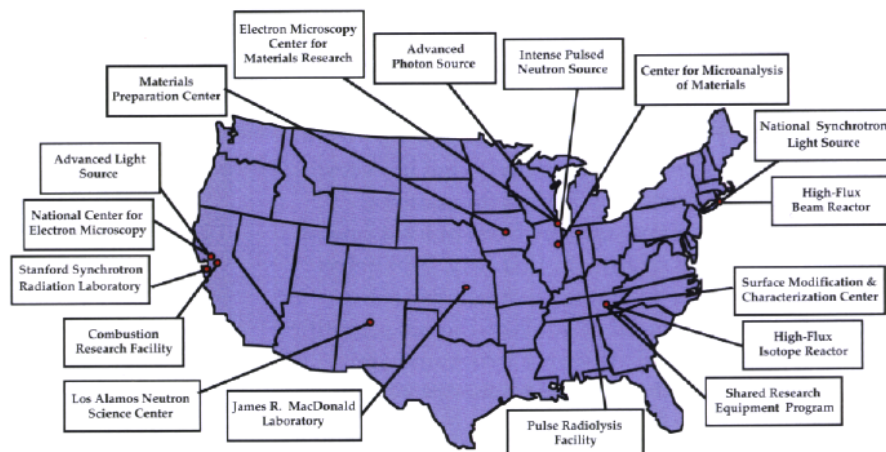 Electron Microscopy
Center for
Materials Research
Advanced
Photon Source
Intense Pulsed
Neutron Source
Center for Microanalysis
of Materials
Materials
Preparation Center
National Synchrotron
Light Source
Advanced Light
Source
High-Flux
Beam Reactor
National Center for
Electron Microscopy
Stanford Synchrotron
Radiation Laboratory
Surface Modification &
Characterization Center
Combustion
Research Facility
High-Flux
Isotope Reactor
Los Alamos Neutron
Science Center
James R. MacDonald
Laboratory
Shared Research
Equipment Program
Pulse Radiolysis
Facility